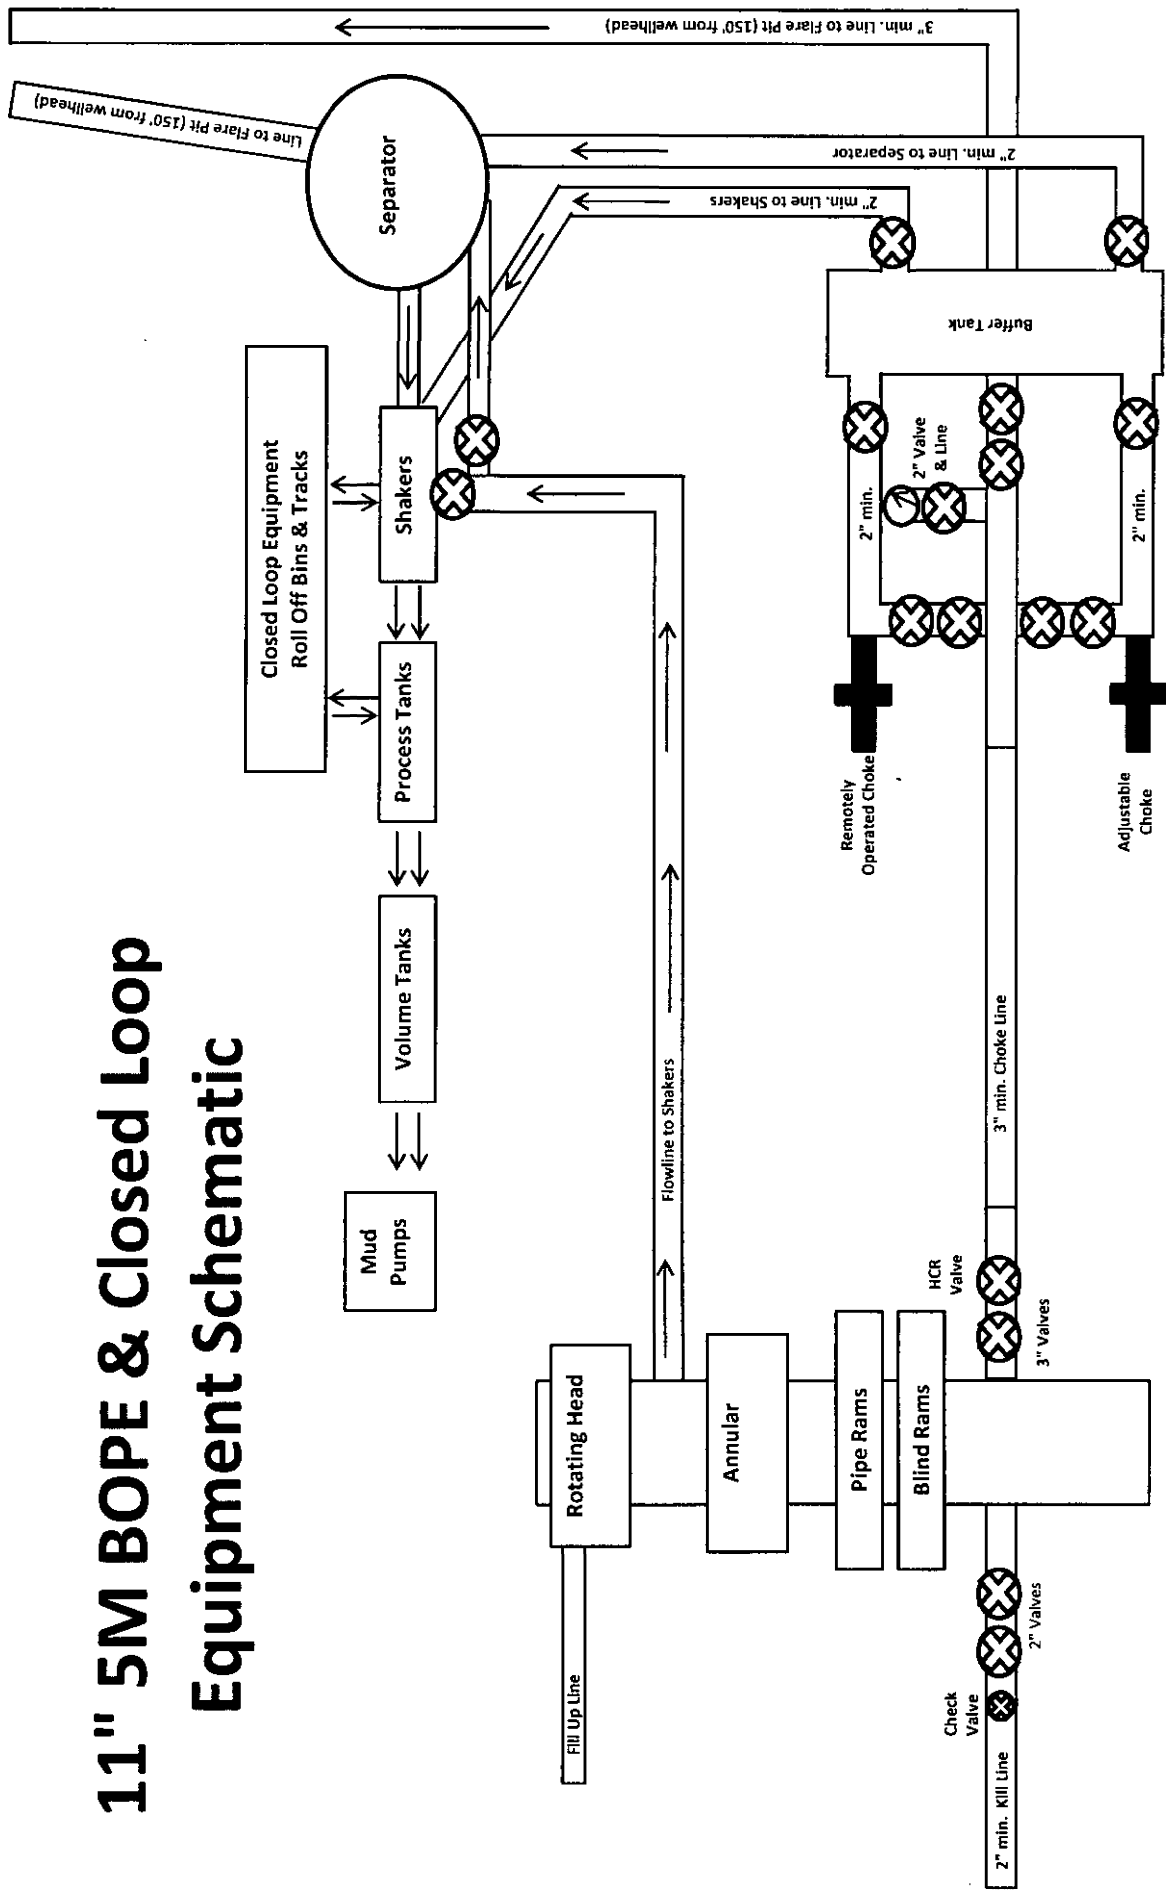 11" 5M BOPE & Closed Loop
Equipment Schematic
Mud
Pumps
Volume Tanks
Process Tanks
Shakers
Closed Loop Equipment
Roll Off Bins & Tracks
Separator
Line to Flare Pit (150' from wellhead)
3" min. Line to Flare Pit (150' from wellhead)
2" min. Line to Separator
2" min. Line to Shakers
Fill Up Line
Rotating Head
Flowline to Shakers
Annular
Pipe Rams
Blind Rams
2" min. Kill Line
Check
Valve
2" Valves
3" Valves
HCR
Valve
3" min. Choke Line
Remotely
Operated Choke
Adjustable
Choke
2" min.
2" Valve
& Line
2" min.
Buffer Tank